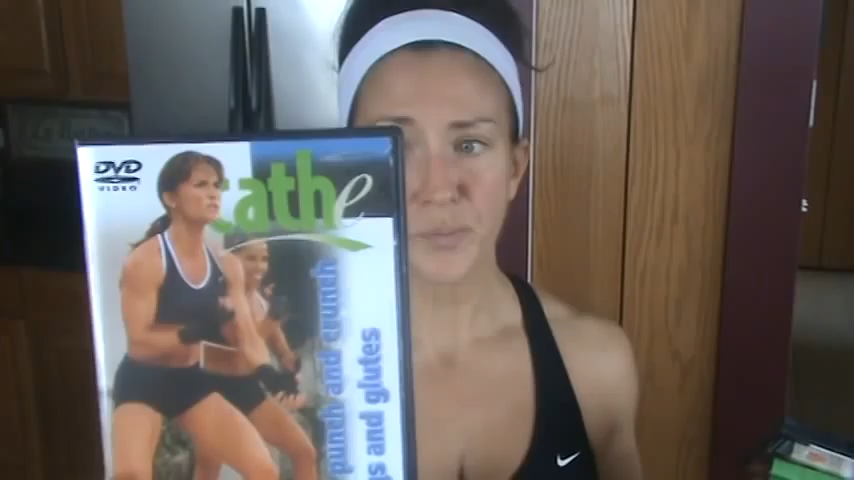 DVD
VIDEO
cathe
punch and crunch
gs and glutes